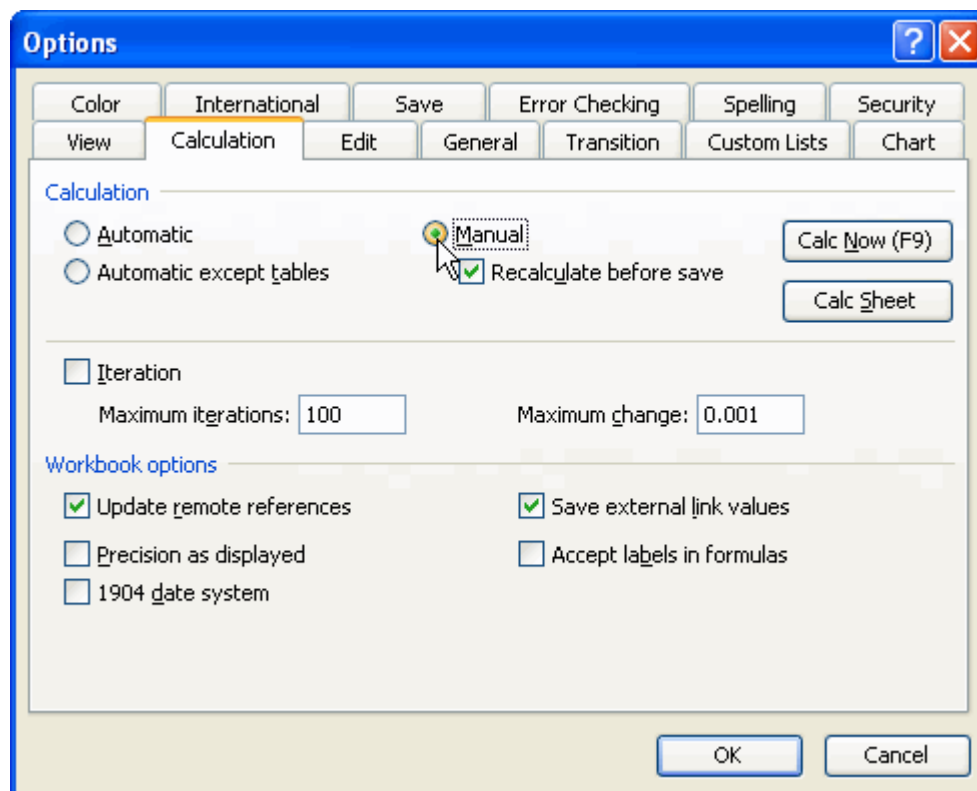 Options
Color International Save Error Checking Spelling Security
View Calculation Edit General Transition Custom Lists Chart
Calculation
Automatic Manual Calc Now (F9)
Automatic except tables Recalculate before save
Calc Sheet
Iteration
Maximum iterations: 100 Maximum change: 0.001
Workbook options
Update remote references Save external link values
Precision as displayed Accept labels in formulas
1904 date system
OK Cancel